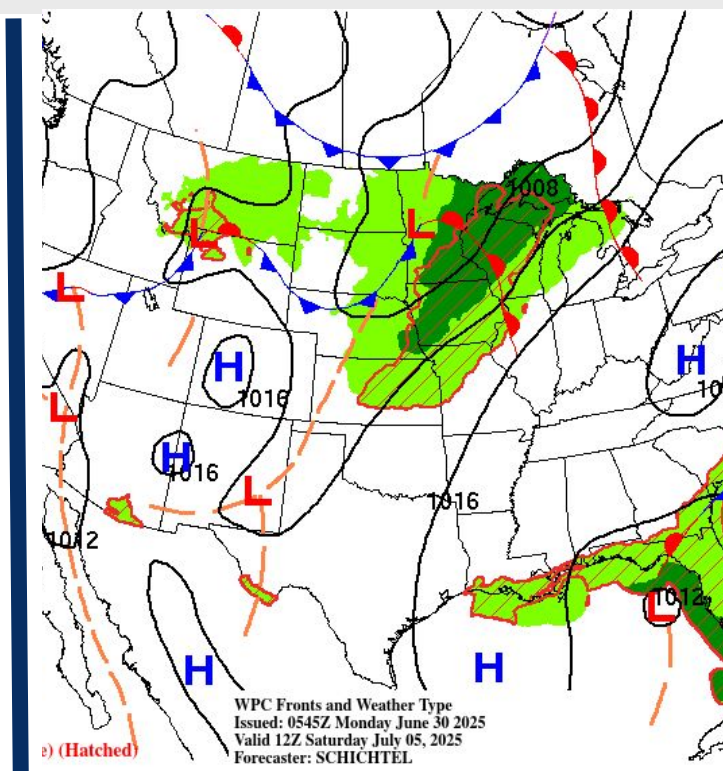 1008
H
10
L
L
L
H
1016
L
H
1016
L
1016
1012
1012
L
H
H
WPC Fronts and Weather Type
Issued: 0545Z Monday June 30 2025
Valid 12Z Saturday July 05, 2025
Forecaster: SCHICHTEL
e) (Hatched)